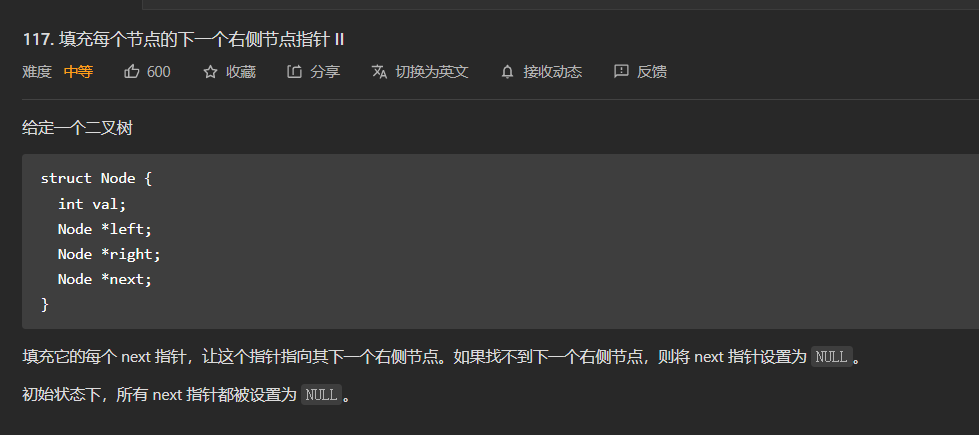 117. 填充每个节点的下一个右侧节点指针 II
难度 中等 600 收藏 分享 切换为英文 接收动态 反馈
给定一个二叉树
struct Node {
  int val;
  Node *left;
  Node *right;
  Node *next;
}
填充它的每个 next 指针，让这个指针指向其下一个右侧节点。如果找不到下一个右侧节点，则将 next 指针设置为 NULL。
初始状态下，所有 next 指针都被设置为 NULL。